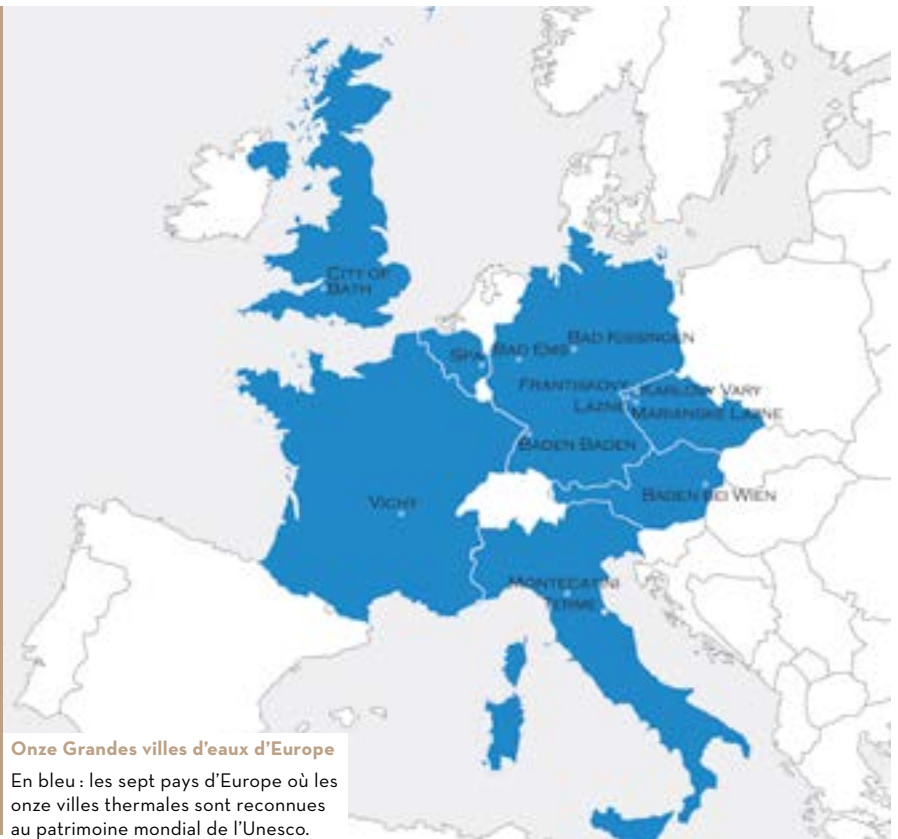 CITY OF
BATH
SPA
BAD EMS
BAD KISSINGEN
FRANTISKOVY
LAZNE
KARLOVY VARY
MARIANSKE LAZNE
BADEN BADEN
BADEN BEI WIEN
VICHY
MONTECATINI
TERME
Onze Grandes villes d'eaux d'Europe
En bleu : les sept pays d'Europe où les
onze villes thermales sont reconnues
au patrimoine mondial de l'Unesco.